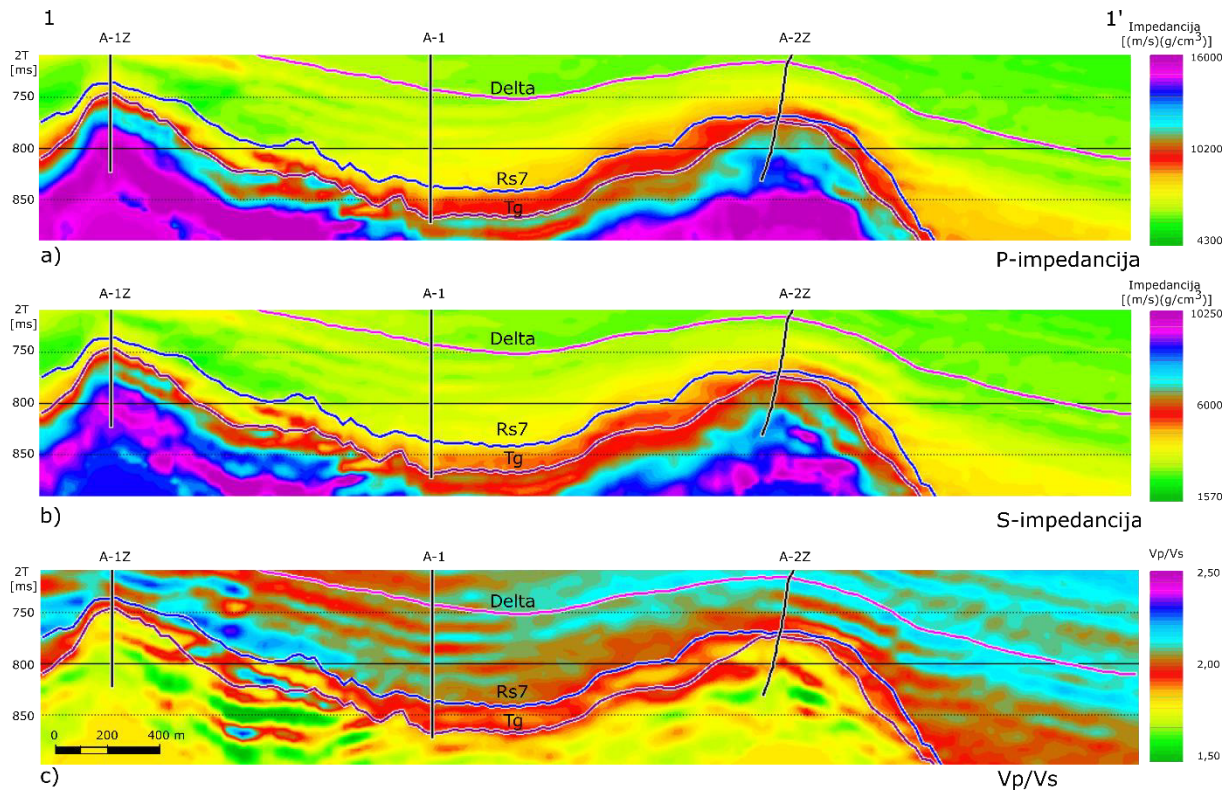 1
1'
A-1Z
A-1
A-2Z
Impedancija
[(m/s)(g/cm³)]
2T
[ms]
750
800
850
Delta
Rs7
Tg
16000
10200
4300
a)
P-impedancija
A-1Z
A-1
A-2Z
Impedancija
[(m/s)(g/cm³)]
2T
[ms]
750
800
850
Delta
Rs7
Tg
10250
6000
1570
b)
S-impedancija
A-1Z
A-1
A-2Z
Vp/Vs
2T
[ms]
750
800
850
Delta
Rs7
Tg
2,50
2,00
1,50
0 200 400 m
c)
Vp/Vs